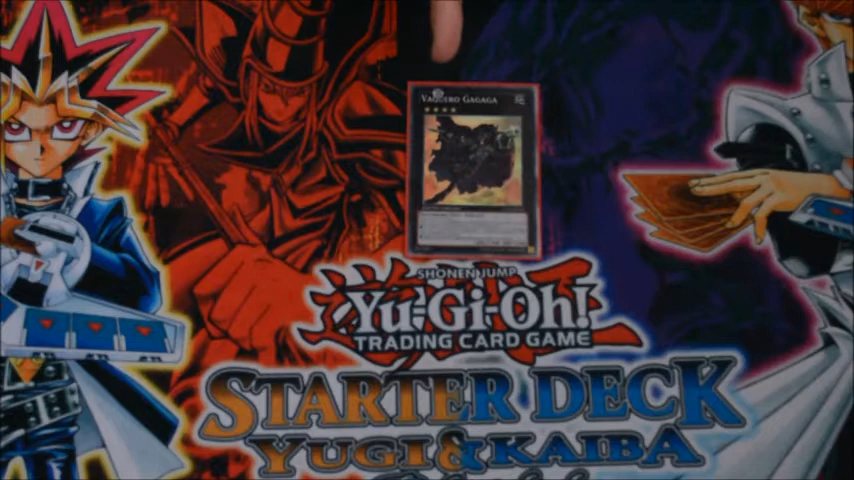 VAQUERO GAGAGA
SHONEN JUMP
Yu-Gi-Oh!
TRADING CARD GAME
STARTER DECK
YUGI & KAIBA